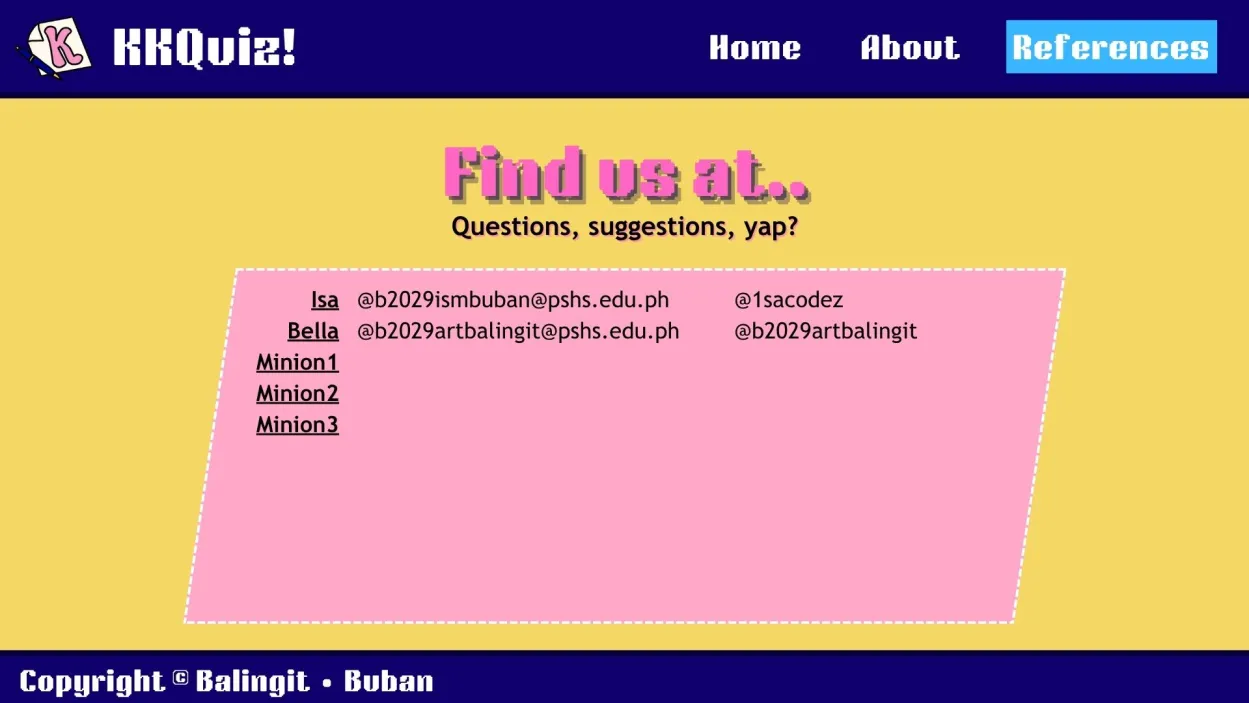 K KKQuiz! Home About References
Find us at..
Questions, suggestions, yap?
Isa @b2029ismbuban@pshs.edu.ph @1sacodez
Bella @b2029artbalingit@pshs.edu.ph @b2029artbalingit
Minion1
Minion2
Minion3
Copyright © Balingit • Buban